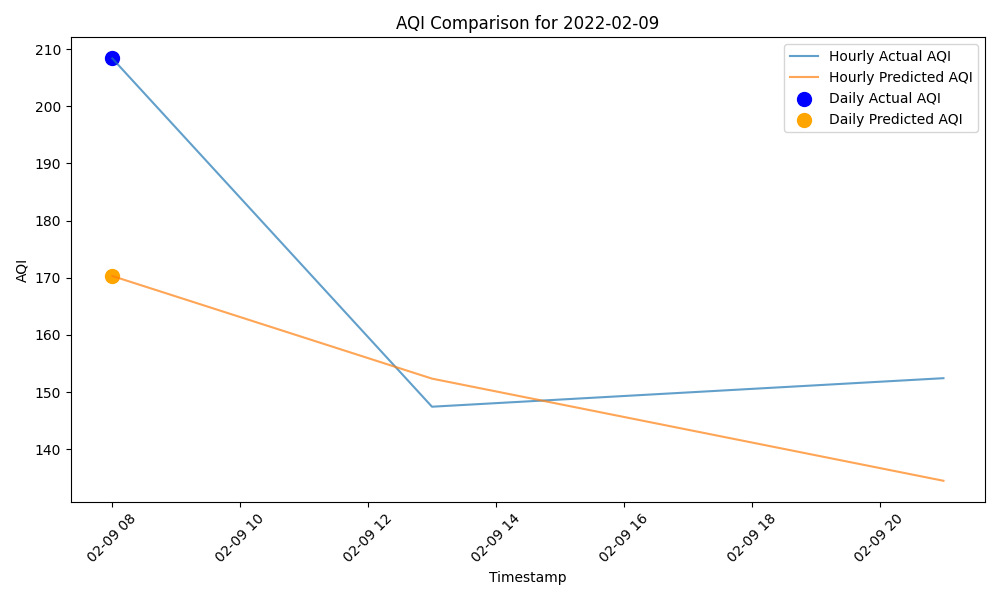 AQI Comparison for 2022-02-09
Hourly Actual AQI
Hourly Predicted AQI
Daily Actual AQI
Daily Predicted AQI
AQI
210
200
190
180
170
160
150
140
02-09 08
02-09 10
02-09 12
02-09 14
02-09 16
02-09 18
02-09 20
Timestamp